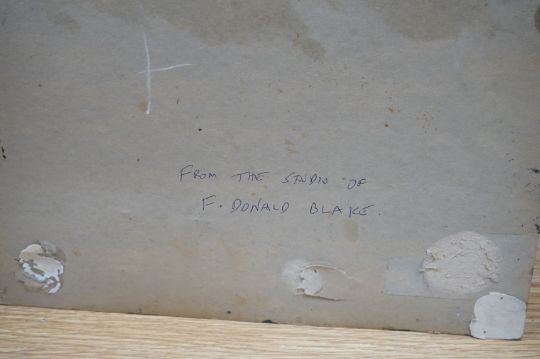 FROM THE STUDIO OF
F. DONALD BLAKE.